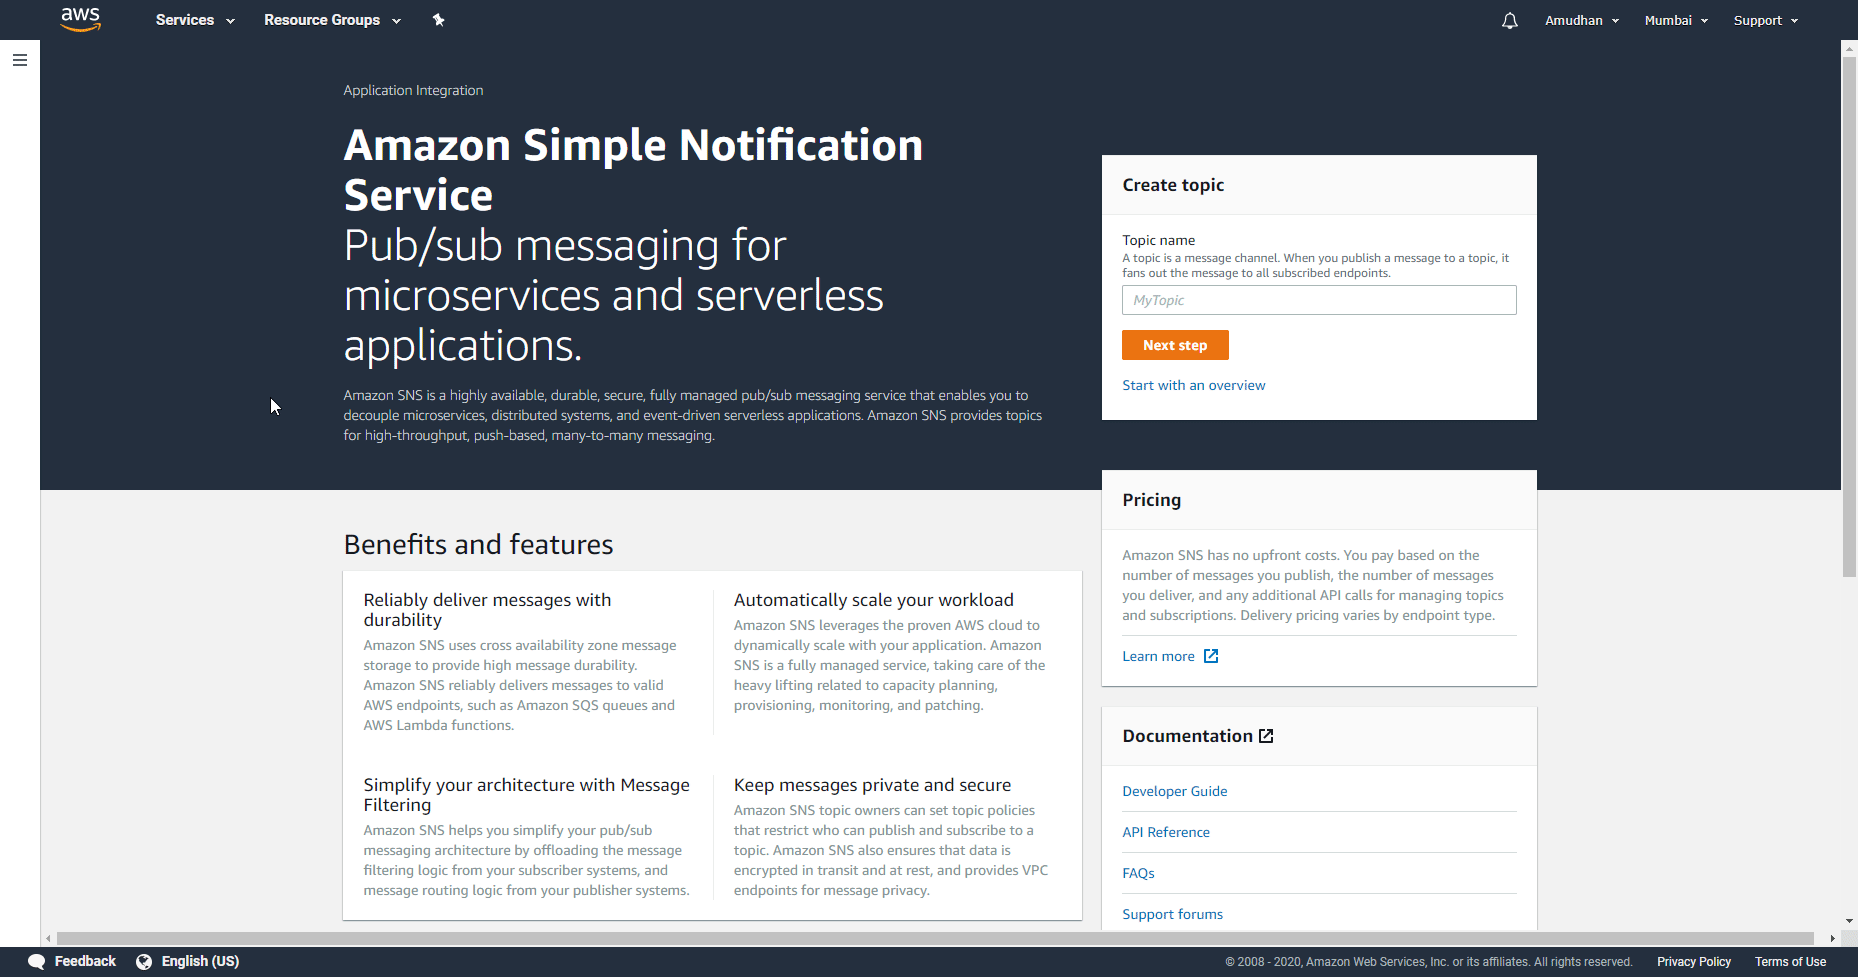 aws
Services
Resource Groups
Amudhan
Mumbai
Support
Application Integration
Amazon Simple Notification
Service
Pub/sub messaging for
microservices and serverless
applications.
Amazon SNS is a highly available, durable, secure, fully managed pub/sub messaging service that enables you to
decouple microservices, distributed systems, and event-driven serverless applications. Amazon SNS provides topics
for high-throughput, push-based, many-to-many messaging.
Create topic
Topic name
A topic is a message channel. When you publish a message to a topic, it
fans out the message to all subscribed endpoints.
MyTopic
Next step
Start with an overview
Pricing
Amazon SNS has no upfront costs. You pay based on the
number of messages you publish, the number of messages
you deliver, and any additional API calls for managing topics
and subscriptions. Delivery pricing varies by endpoint type.
Learn more
Benefits and features
Reliably deliver messages with
durability
Amazon SNS uses cross availability zone message
storage to provide high message durability.
Amazon SNS reliably delivers messages to valid
AWS endpoints, such as Amazon SQS queues and
AWS Lambda functions.
Automatically scale your workload
Amazon SNS leverages the proven AWS cloud to
dynamically scale with your application. Amazon
SNS is a fully managed service, taking care of the
heavy lifting related to capacity planning,
provisioning, monitoring, and patching.
Simplify your architecture with Message
Filtering
Amazon SNS helps you simplify your pub/sub
messaging architecture by offloading the message
filtering logic from your subscriber systems, and
message routing logic from your publisher systems.
Keep messages private and secure
Amazon SNS topic owners can set topic policies
that restrict who can publish and subscribe to a
topic. Amazon SNS also ensures that data is
encrypted in transit and at rest, and provides VPC
endpoints for message privacy.
Documentation
Developer Guide
API Reference
FAQs
Support forums
Feedback
English (US)
© 2008 - 2020, Amazon Web Services, Inc. or its affiliates. All rights reserved.
Privacy Policy
Terms of Use